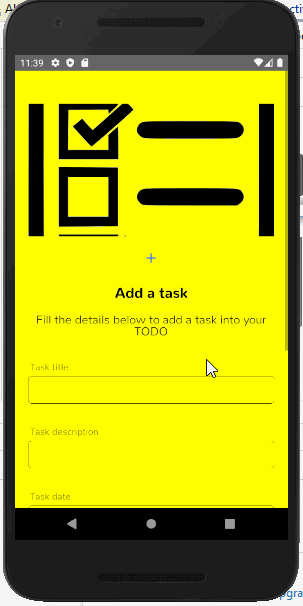 11:39
+
Add a task
Fill the details below to add a task into your
TODO
Task tittle
Task description
Task date